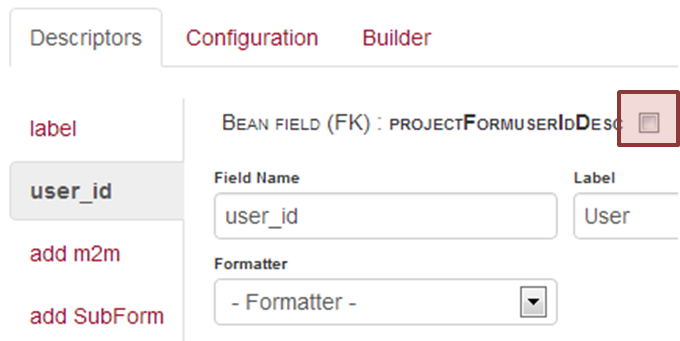 Descriptors Configuration Builder
label
user_id
add m2m
add SubForm
Bean field (FK) : projectFormuserIdDesc
Field Name Label
user_id User
Formatter
- Formatter -